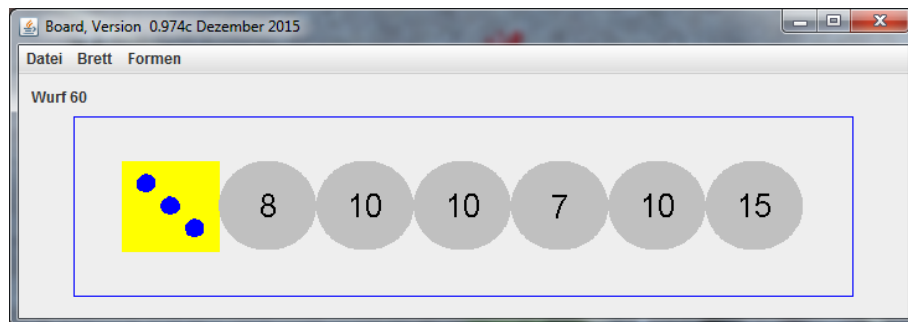 Board, Version 0.974c Dezember 2015
Datei Brett Formen
Wurf 60
8 10 10 7 10 15